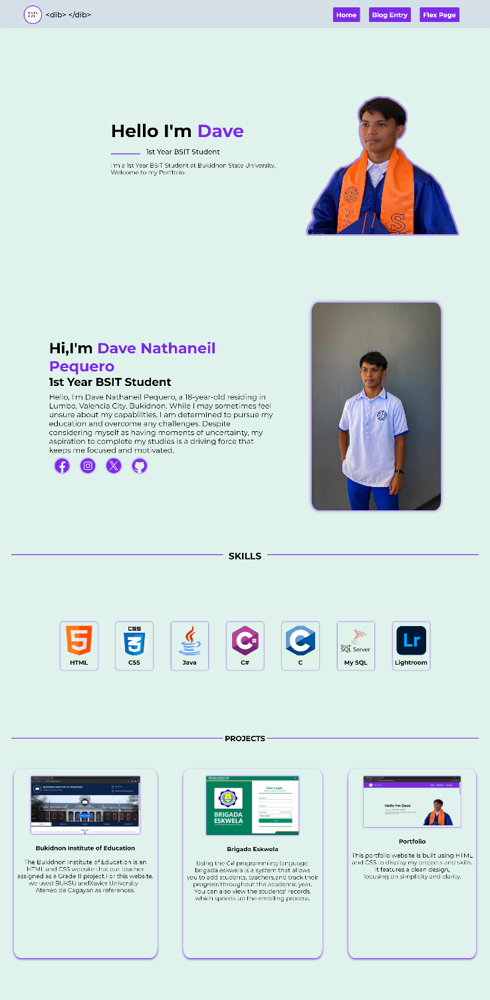 <dib> </dib>
Home
Blog Entry
Flex Page
Hello I'm Dave
1st Year BSIT Student
I'm a 1st Year BSIT Student at Bukidnon State University,
Welcome to my Portfolio.
Hi,I'm Dave Nathaneil
Pequero
1st Year BSIT Student
Hello, I'm Dave Nathaneil Pequero, a 18-year-old residing in
Lumbo, Valencia City, Bukidnon. While I may sometimes feel
unsure about my capabilities, I am determined to pursue my
education and overcome any challenges. Despite
considering myself as having moments of uncertainty, my
aspiration to complete my studies is a driving force that
keeps me focused and motivated.
SKILLS
CSS
Microsoft
SQL Server
Lr
HTML
CSS
Java
C#
C
My SQL
Lightroom
PROJECTS
BUKIDNON INSTITUTE OF EDUCATION
User Login
BRIGADA
ESKWELA
Hello I'm Dave
Bukidnon Institute of Education
The Bukidnon Institute of Education is an
HTML and CSS website that our teacher
assigned as a Grade 11 project.For this website,
we used BUKSU andXavier University -
Ateneo de Cagayan as references.
Brigada Eskwela
Using the C# programming language,
brigada eskwela is a system that allows
you to add students, teachers,and track their
progress throughout the academic year.
You can also view the students' records,
which speeds up the enrolling process.
Portfolio
This portfolio website is built using HTML
and CSS to display my projects and skills.
It features a clean design,
focusing on simplicity and clarity.